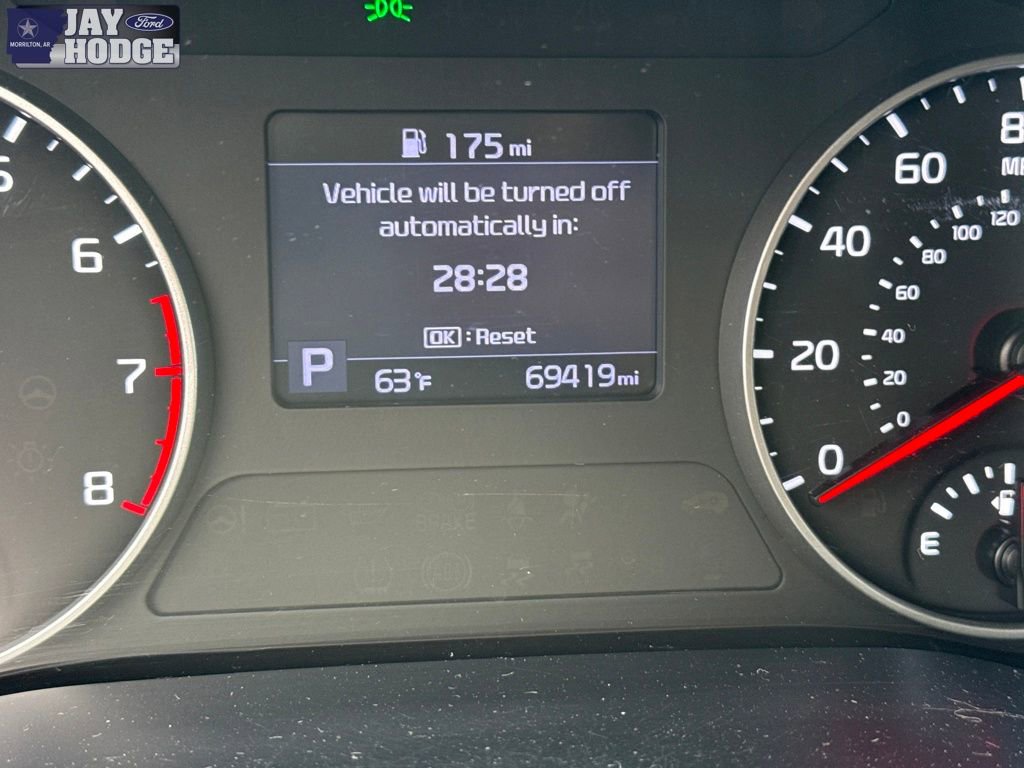 JAY
Ford
MORRILTON, AR
HODGE
175 mi
Vehicle will be turned off
automatically in:
28:28
OK : Reset
P
63°F
69419 mi
6
7
8
0
20
40
60
0
20
40
60
80
100
120
E